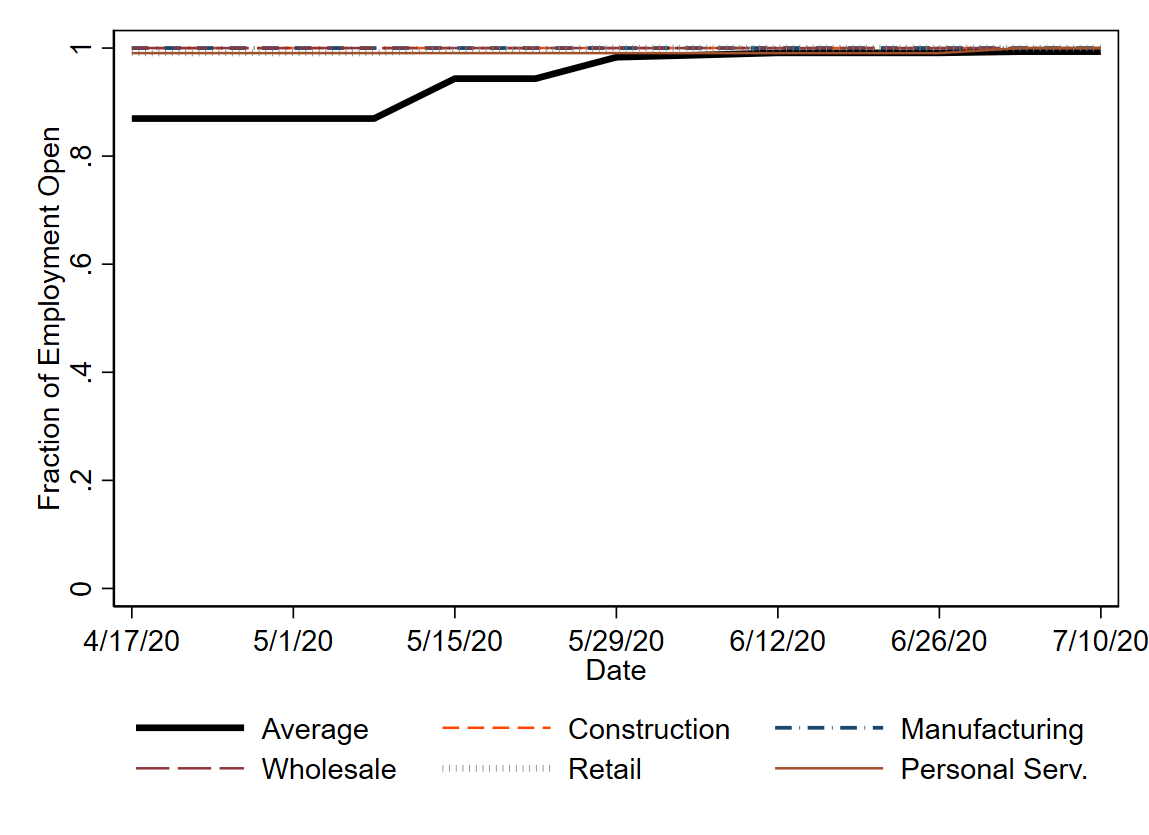 Fraction of Employment Open
1
.8
.6
.4
.2
0
4/17/20 5/1/20 5/15/20 5/29/20 6/12/20 6/26/20 7/10/20
Date
Average Construction Manufacturing
Wholesale Retail Personal Serv.